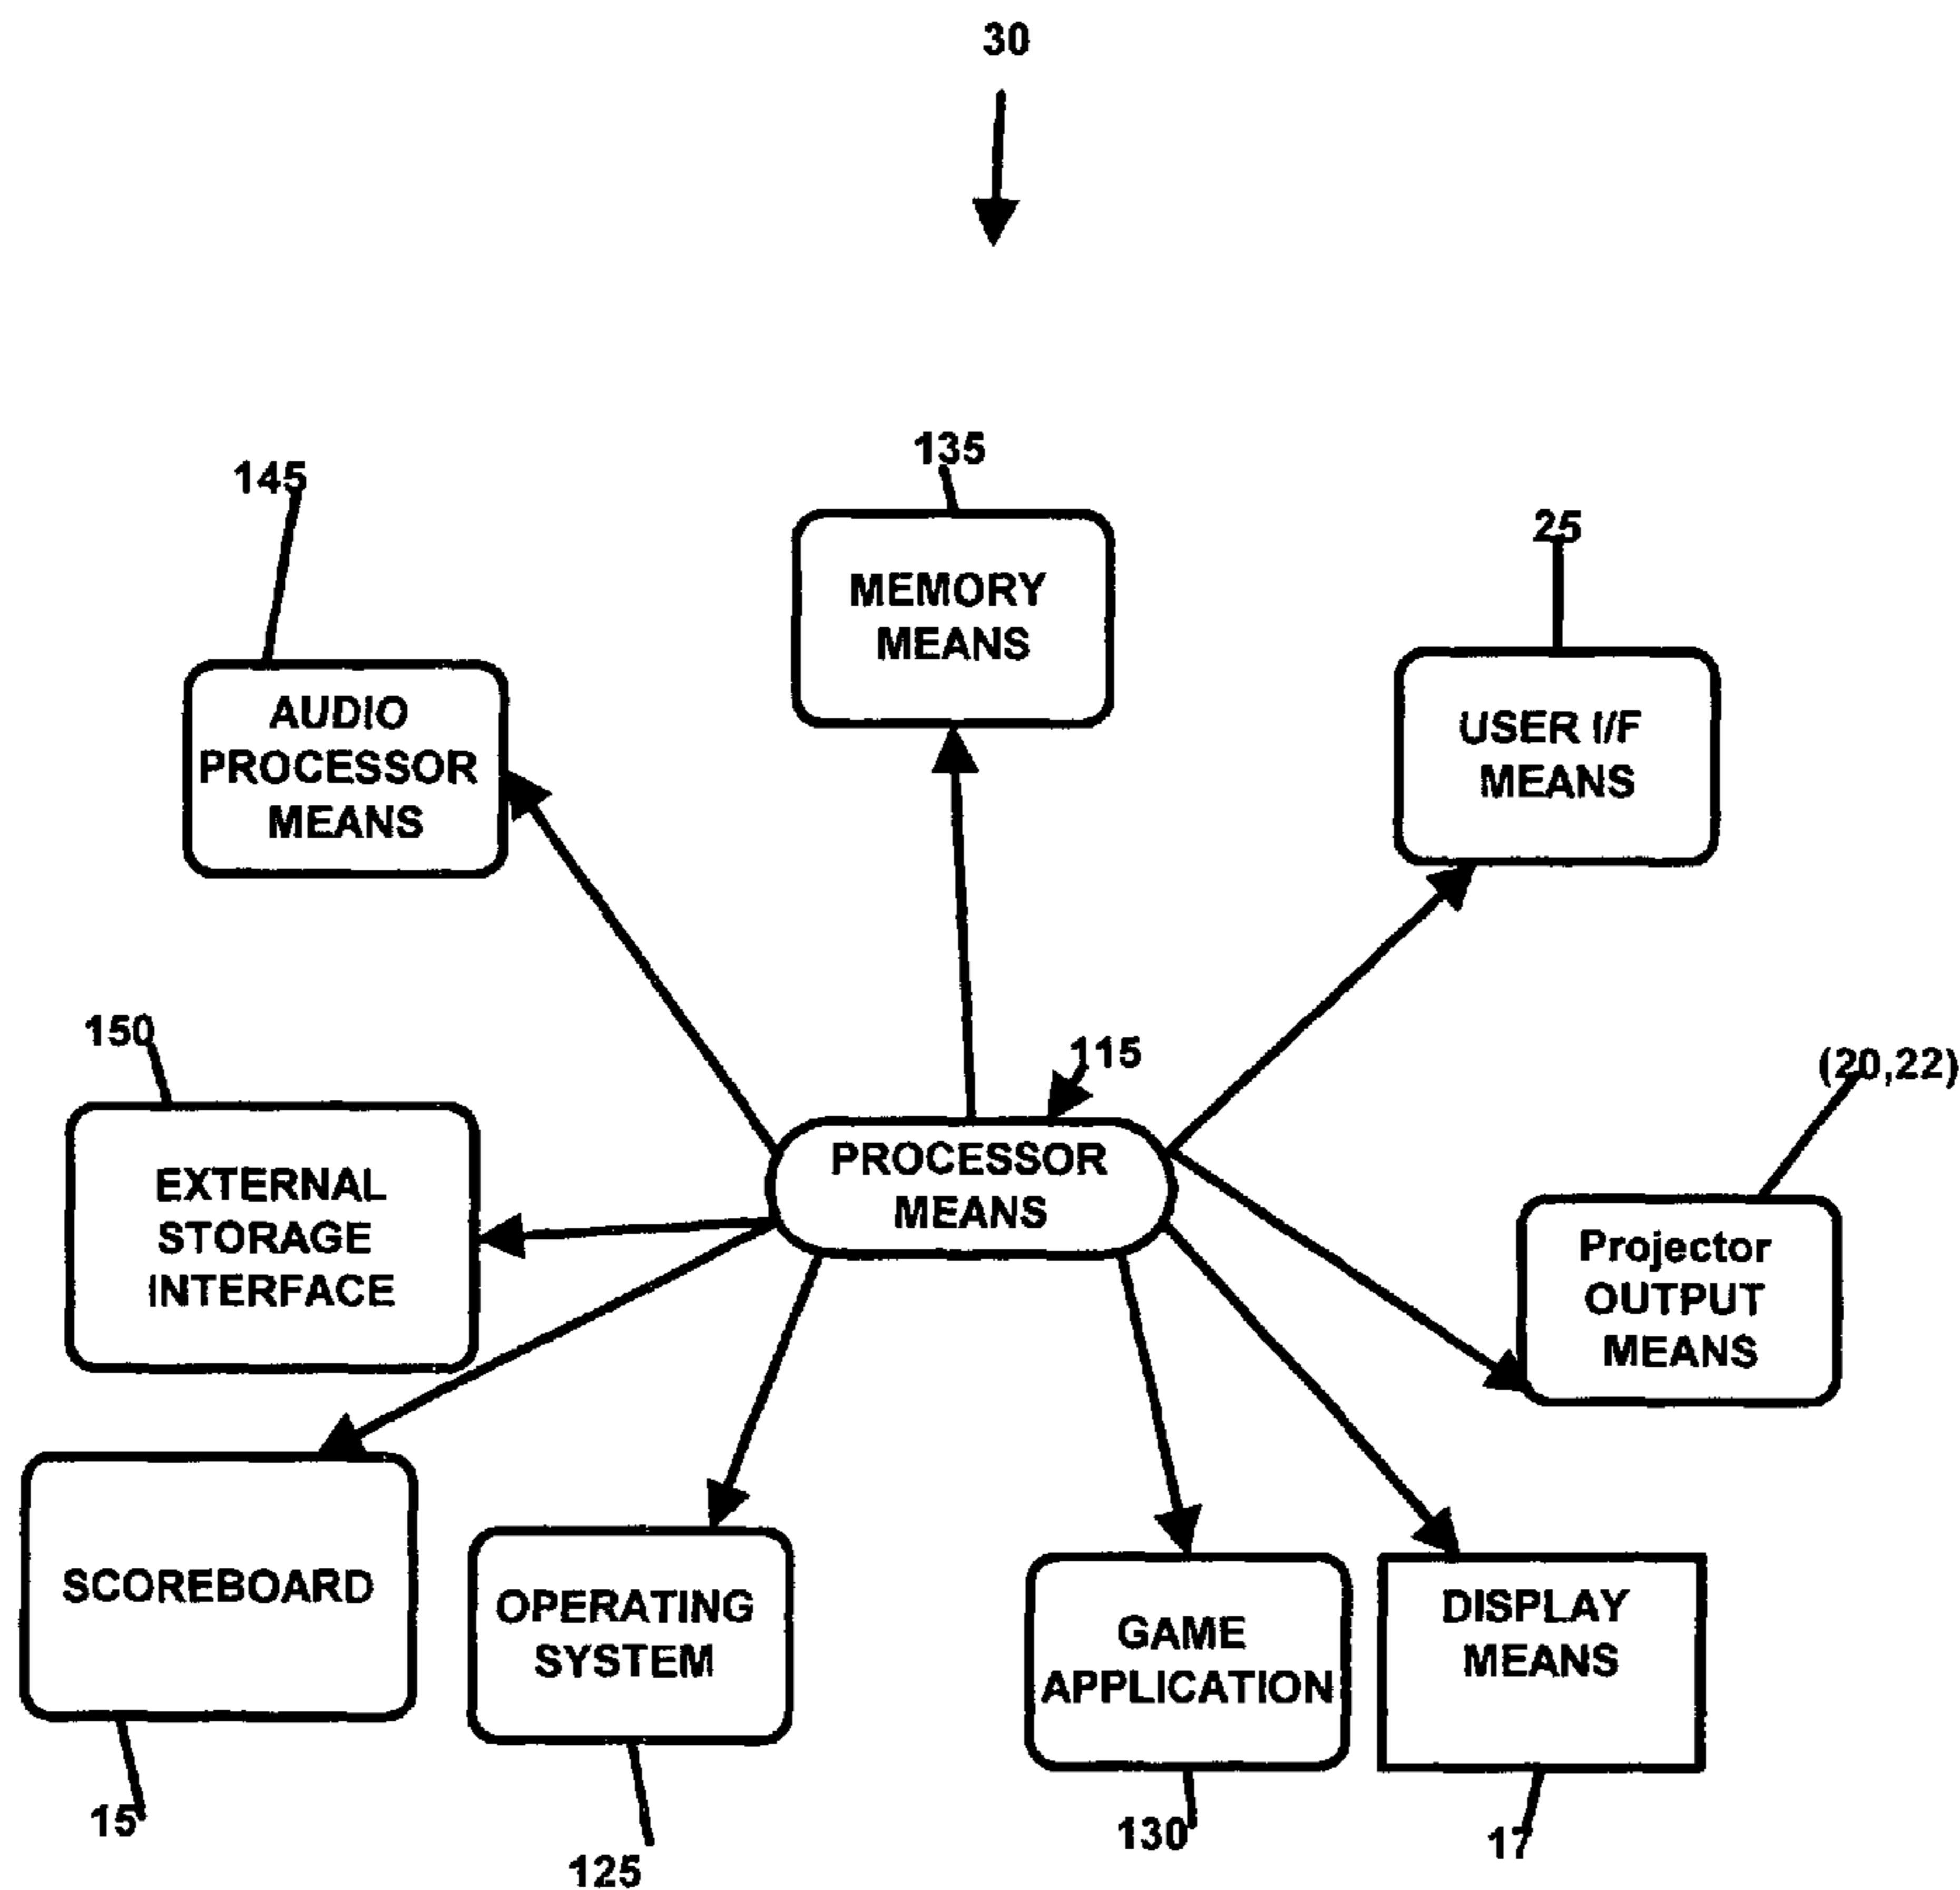 30
145
135
25
AUDIO
PROCESSOR
MEANS
MEMORY
MEANS
USER I/F
MEANS
150
115
(20,22)
EXTERNAL
STORAGE
INTERFACE
PROCESSOR
MEANS
Projector
OUTPUT
MEANS
SCOREBOARD
OPERATING
SYSTEM
GAME
APPLICATION
DISPLAY
MEANS
15
125
130
17